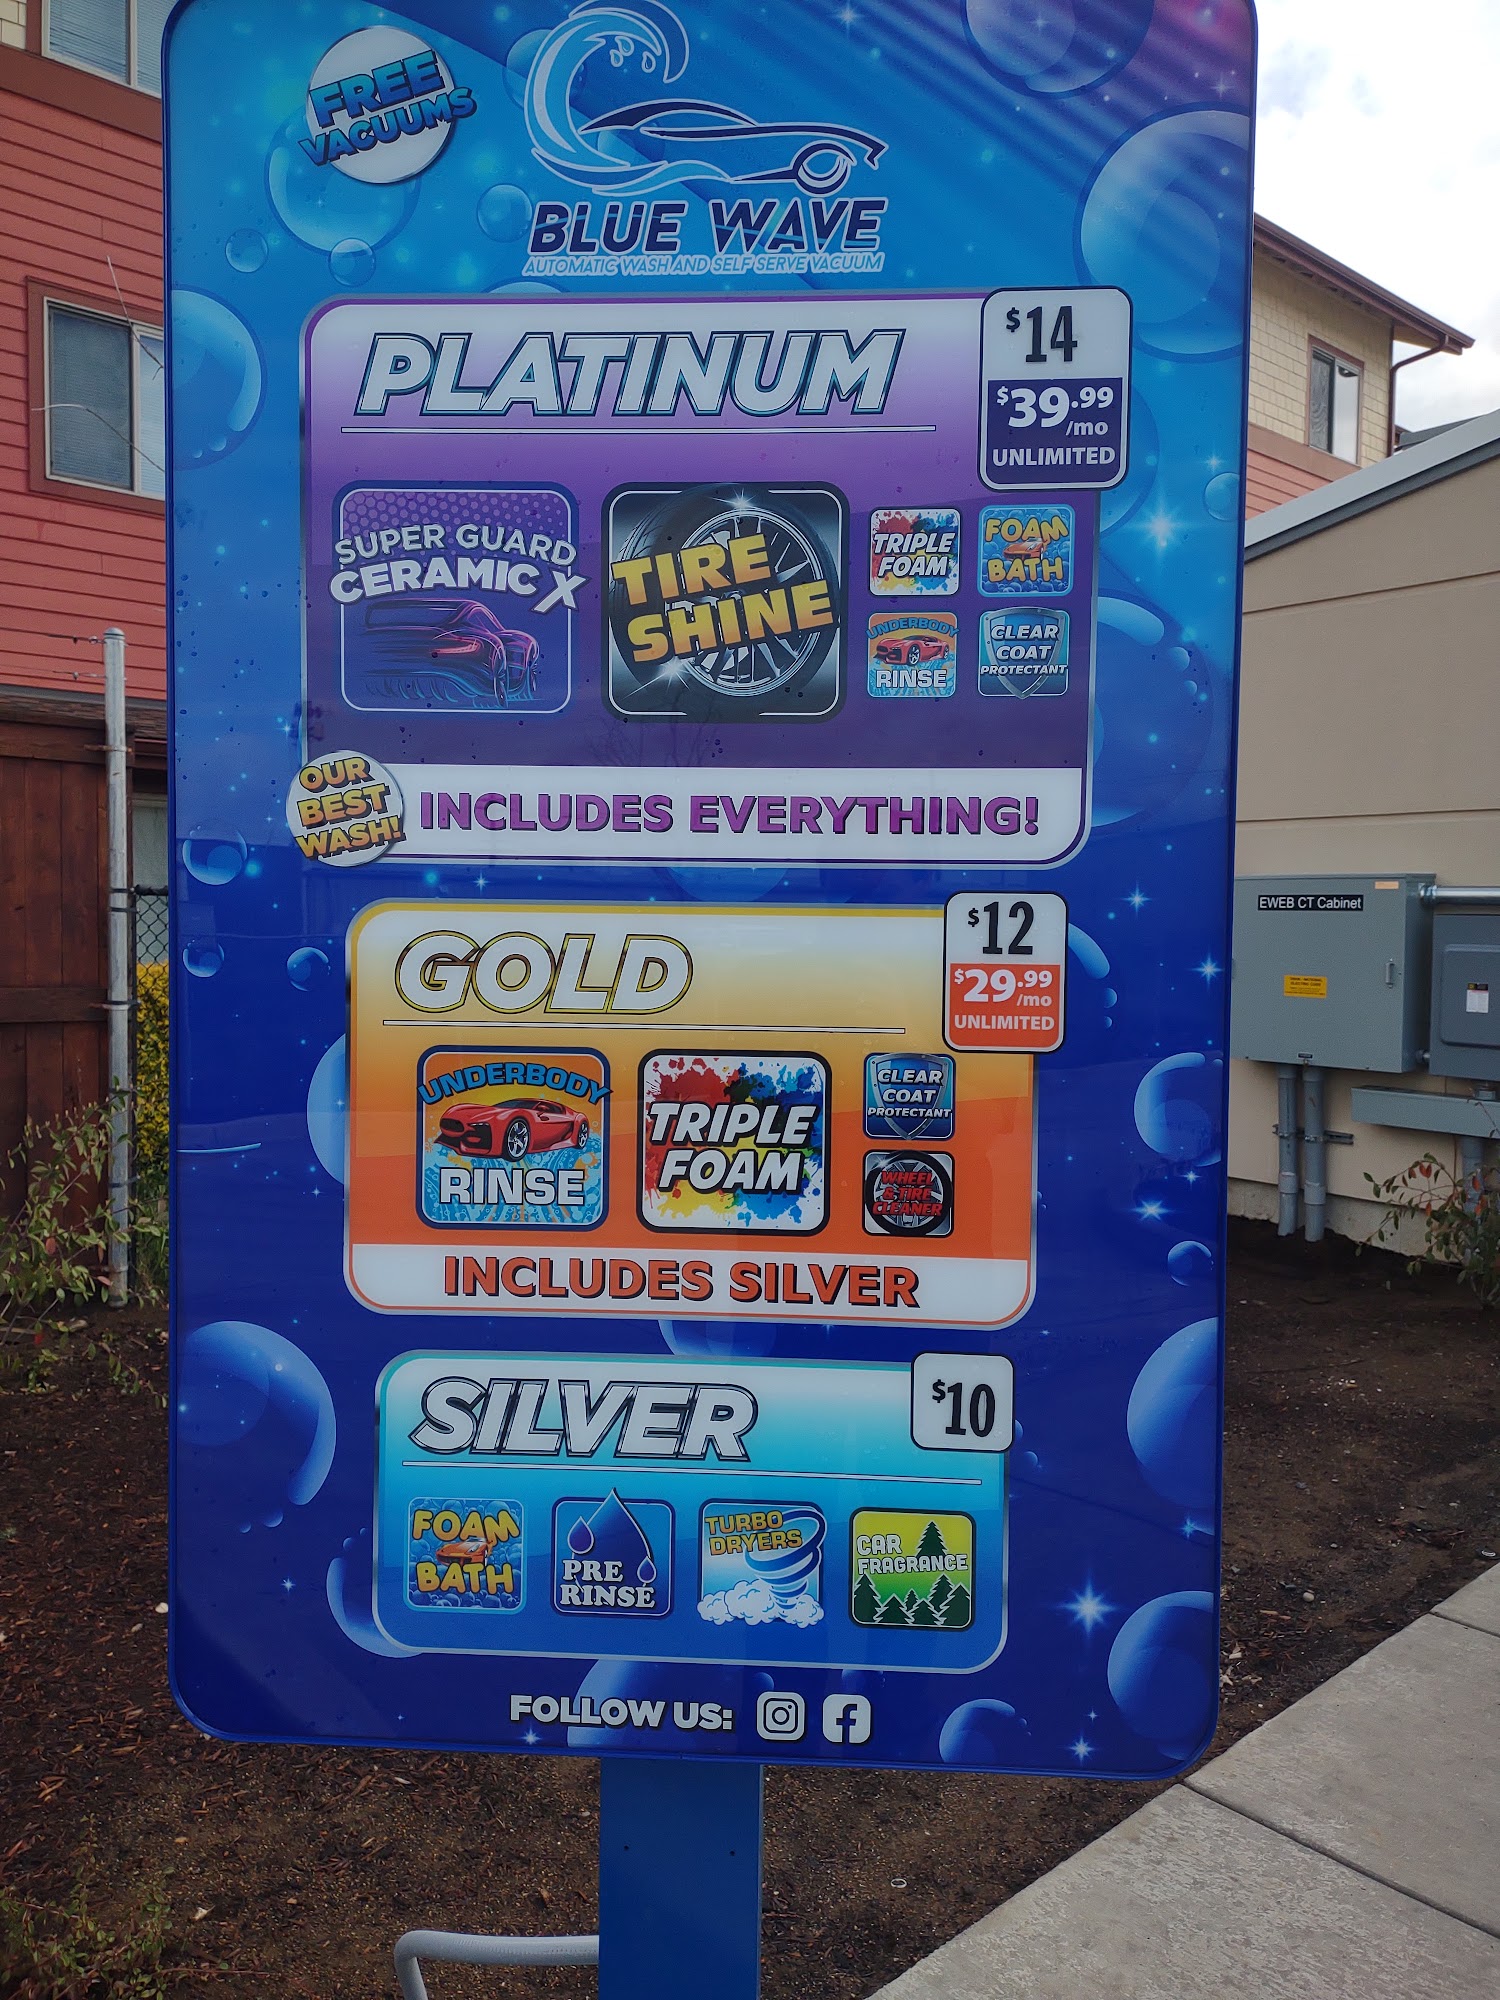 FREE
VACUUMS
BLUE WAVE
AUTOMATIC WASH AND SELF SERVE VACUUM
PLATINUM
$14
$39.99
/mo
UNLIMITED
SUPER GUARD
CERAMIC X
TIRE
SHINE
TRIPLE
FOAM
FOAM
BATH
UNDERBODY
RINSE
CLEAR
COAT
PROTECTANT
OUR
BEST
WASH!
INCLUDES EVERYTHING!
EWEB CT Cabinet
GOLD
$12
$29.99
/mo
UNLIMITED
UNDERBODY
RINSE
TRIPLE
FOAM
CLEAR
COAT
PROTECTANT
WHEEL
& TIRE
CLEANER
INCLUDES SILVER
SILVER
$10
FOAM
BATH
PRE
RINSE
TURBO
DRYERS
CAR
FRAGRANCE
FOLLOW US: